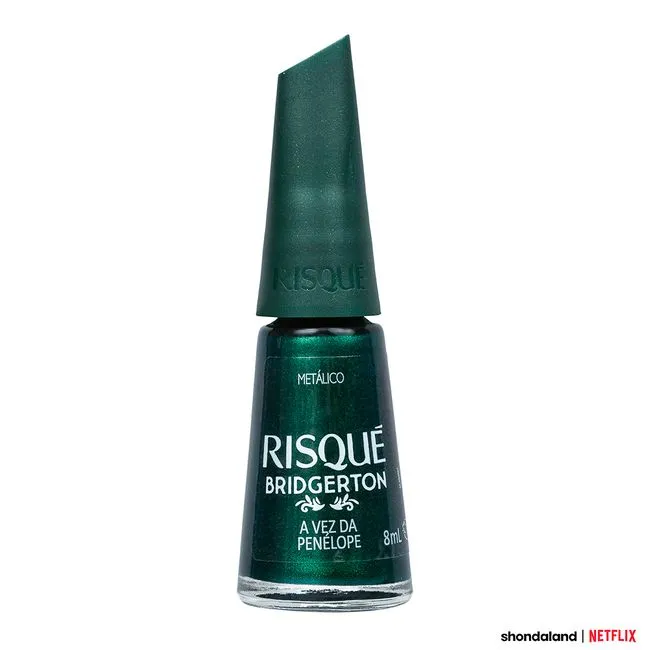 RISQUÉ
METÁLICO
RISQUÉ
BRIDGERTON
A VEZ DA
PENÉLOPE
8mL
shondaland | NETFLIX